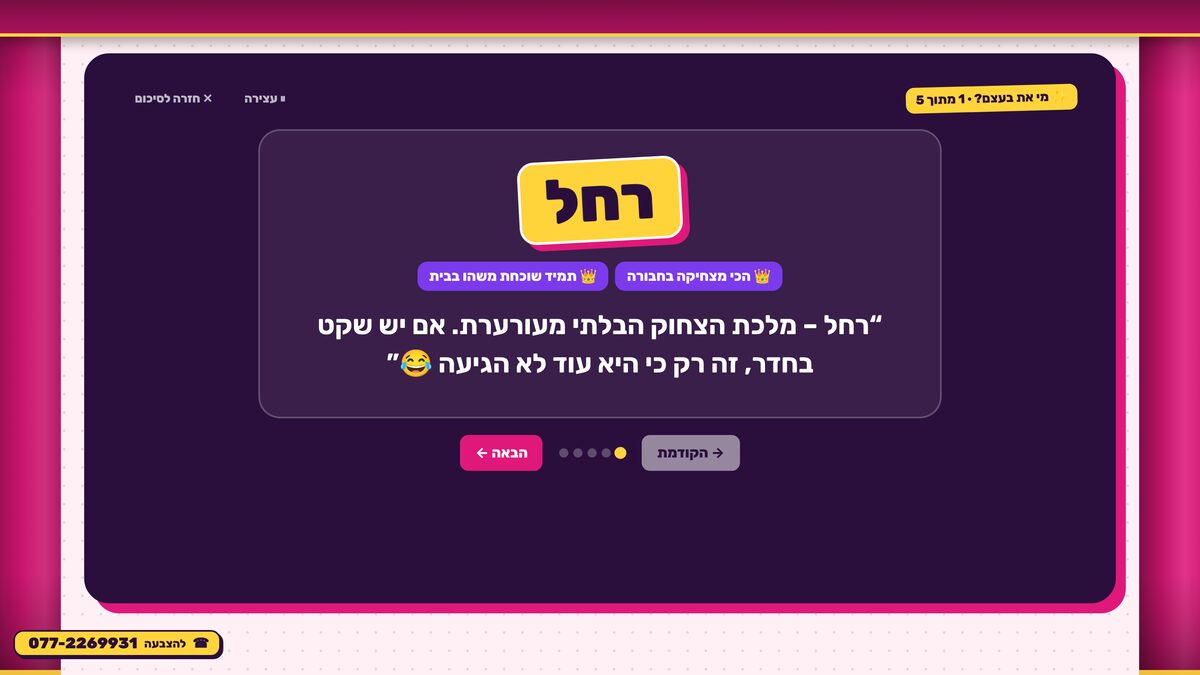 ✨ מי את בעצם? • 1 מתוך 5
⏸ עצירה
✕ חזרה לסיכום
רחל
👑 הכי מצחיקה בחבורה
👑 תמיד שוכחת משהו בבית
“רחל – מלכת הצחוק הבלתי מעורערת. אם יש שקט
בחדר, זה רק כי היא עוד לא הגיעה 😂”
→ הקודמת
הבאה ←
☎ להצבעה 077-2269931